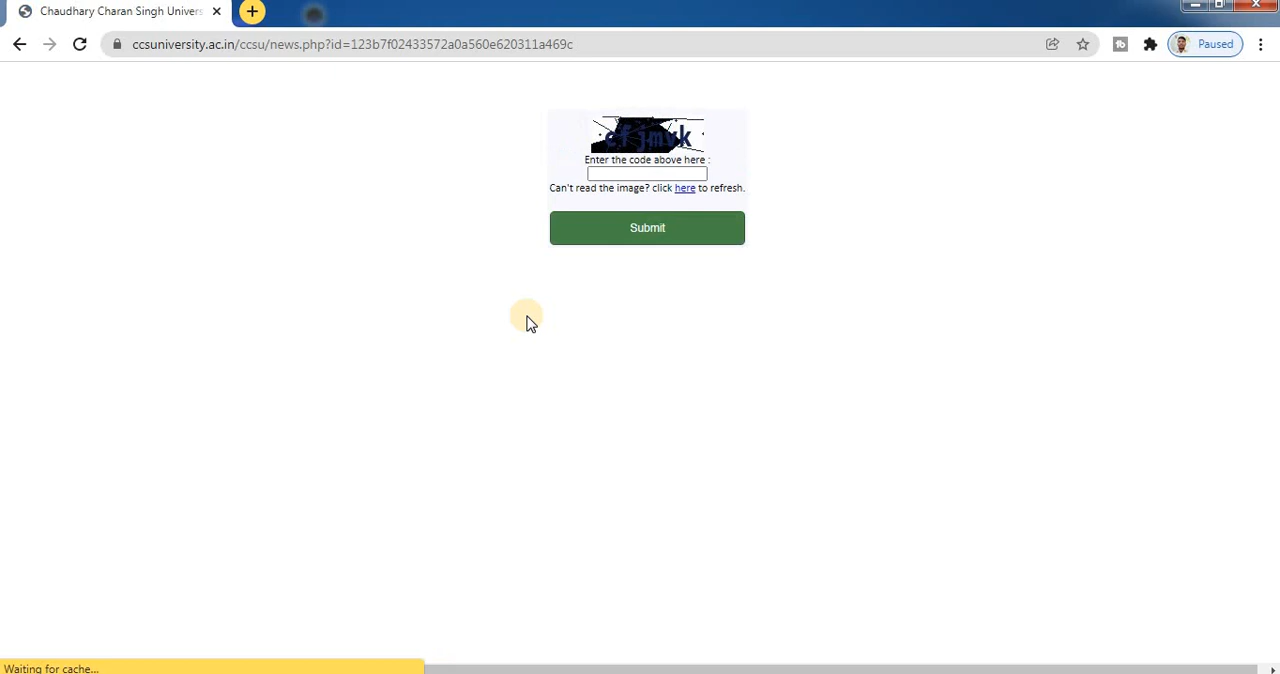 Chaudhary Charan Singh Univers
ccsuniversity.ac.in/ccsu/news.php?id=123b7f02433572a0a560e620311a469c
Paused
Enter the code above here :
Can't read the image? click here to refresh.
Submit
Waiting for cache...